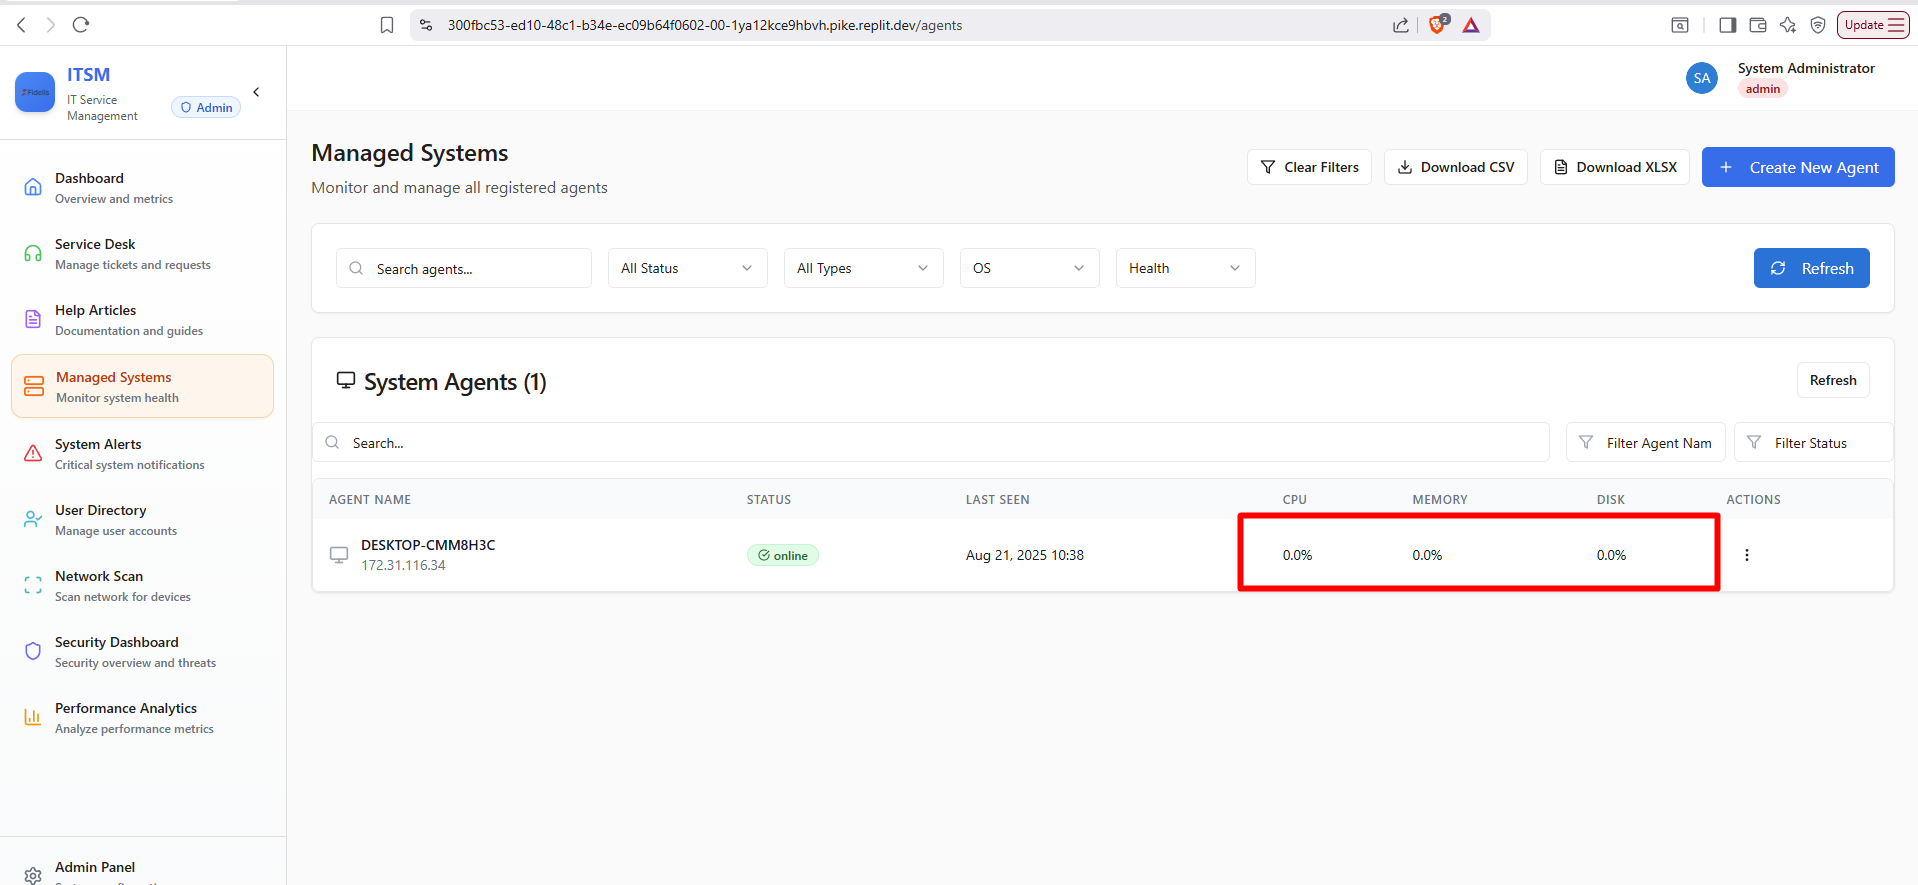 300fbc53-ed10-48c1-b34e-ec09b64f0602-00-1ya12kce9hbvh.pike.replit.dev/agents
2
Update
Fidelis
ITSM
IT Service
Management
Admin
SA
System Administrator
admin
Dashboard
Overview and metrics
Service Desk
Manage tickets and requests
Help Articles
Documentation and guides
Managed Systems
Monitor system health
System Alerts
Critical system notifications
User Directory
Manage user accounts
Network Scan
Scan network for devices
Security Dashboard
Security overview and threats
Performance Analytics
Analyze performance metrics
Admin Panel
Managed Systems
Monitor and manage all registered agents
Clear Filters
Download CSV
Download XLSX
Create New Agent
Search agents...
All Status
All Types
OS
Health
Refresh
System Agents (1)
Refresh
Search...
Filter Agent Nam
Filter Status
AGENT NAME STATUS LAST SEEN CPU MEMORY DISK ACTIONS
DESKTOP-CMM8H3C
172.31.116.34
online
Aug 21, 2025 10:38
0.0% 0.0% 0.0%